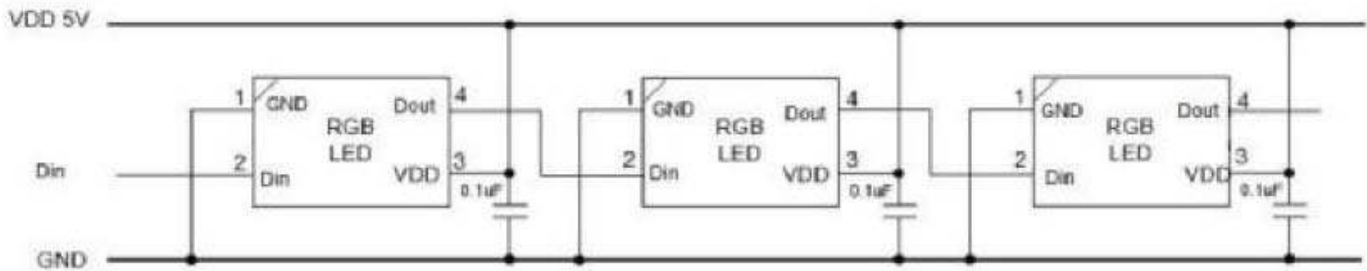 VDD 5V
1 GND Dout 4
RGB
LED
2 Din VDD 3
0.1uF
1 GND Dout 4
RGB
LED
2 Din VDD 3
0.1uF
1 GND Dout 4
RGB
LED
2 Din VDD 3
0.1uF
Din
GND